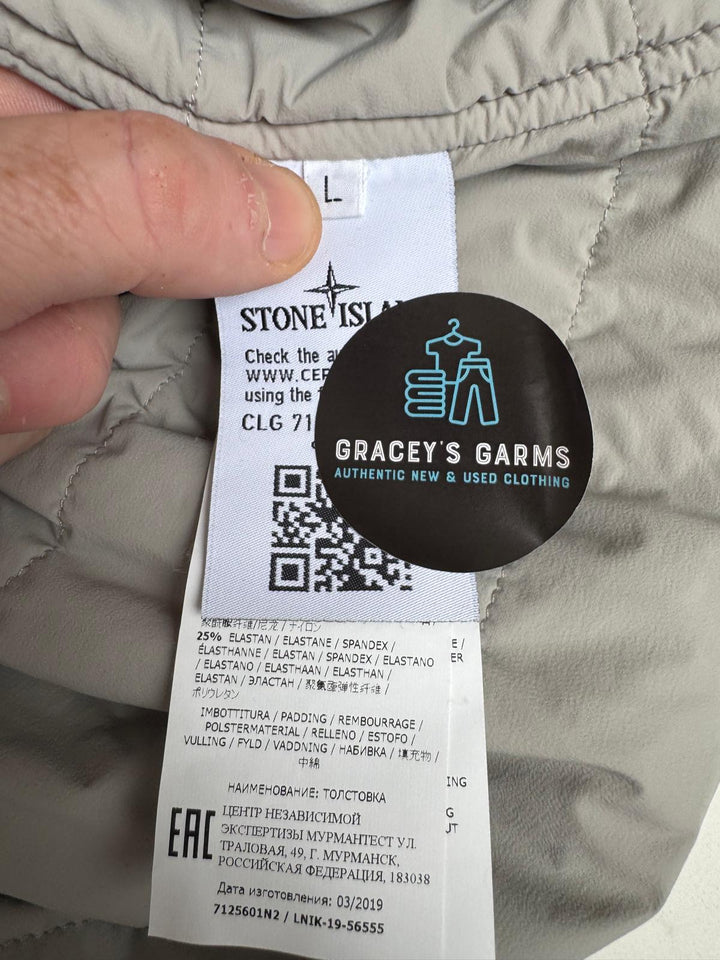 L
STONE ISLA
Check the a
WWW.CER
using the
CLG 71
GRACEY'S GARMS
AUTHENTIC NEW & USED CLOTHING
25% ELASTAN / ELASTANE / SPANDEX /
ÉLASTHANNE / ELASTAN / SPANDEX / ELASTANO
/ ELASTANO / ELASTHAAN / ELASTHAN /
ELASTAN / ЭЛАСТАН / 聚氨酯弹性纤维 /
ポリウレタン
IMBOTTITURA / PADDING / REMBOURRAGE /
POLSTERMATERIAL / RELLENO / ESTOFO /
VULLING / FYLD / VADDNING / НАБИВКА / 填充物 /
中綿
НАИМЕНОВАНИЕ: ТОЛСТОВКА
EAC
ЦЕНТР НЕЗАВИСИМОЙ
ЭКСПЕРТИЗЫ МУРМАНТЕСТ УЛ.
ТРАЛОВАЯ, 49, Г. МУРМАНСК,
РОССИЙСКАЯ ФЕДЕРАЦИЯ, 183038
Дата изготовления: 03/2019
7125601N2 / LNIK-19-56555
E /
ER
ING
G
UT